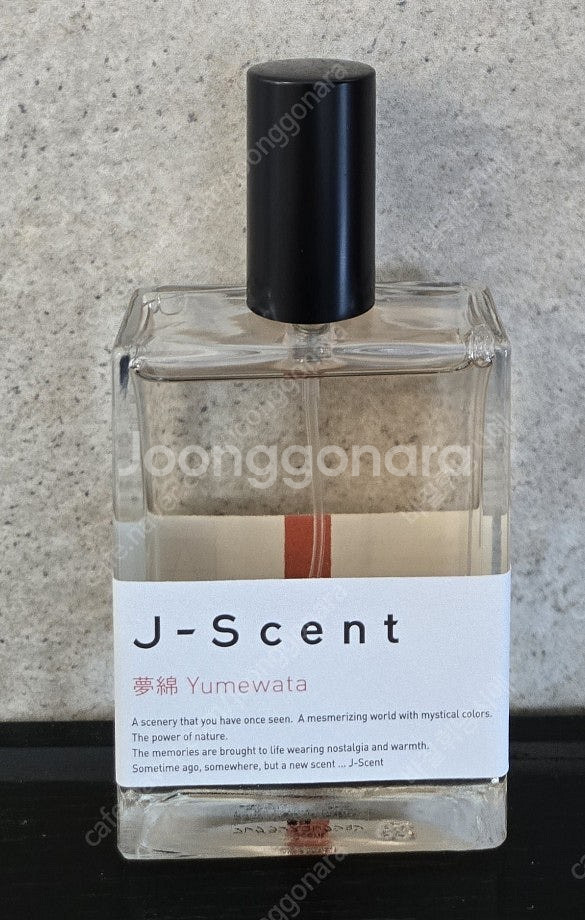 Joonggonara
J-Scent
夢綿 Yumewata
A scenery that you have once seen. A mesmerizing world with mystical colors.
The power of nature.
The memories are brought to life wearing nostalgia and warmth.
Sometime ago, somewhere, but a new scent ... J-Scent